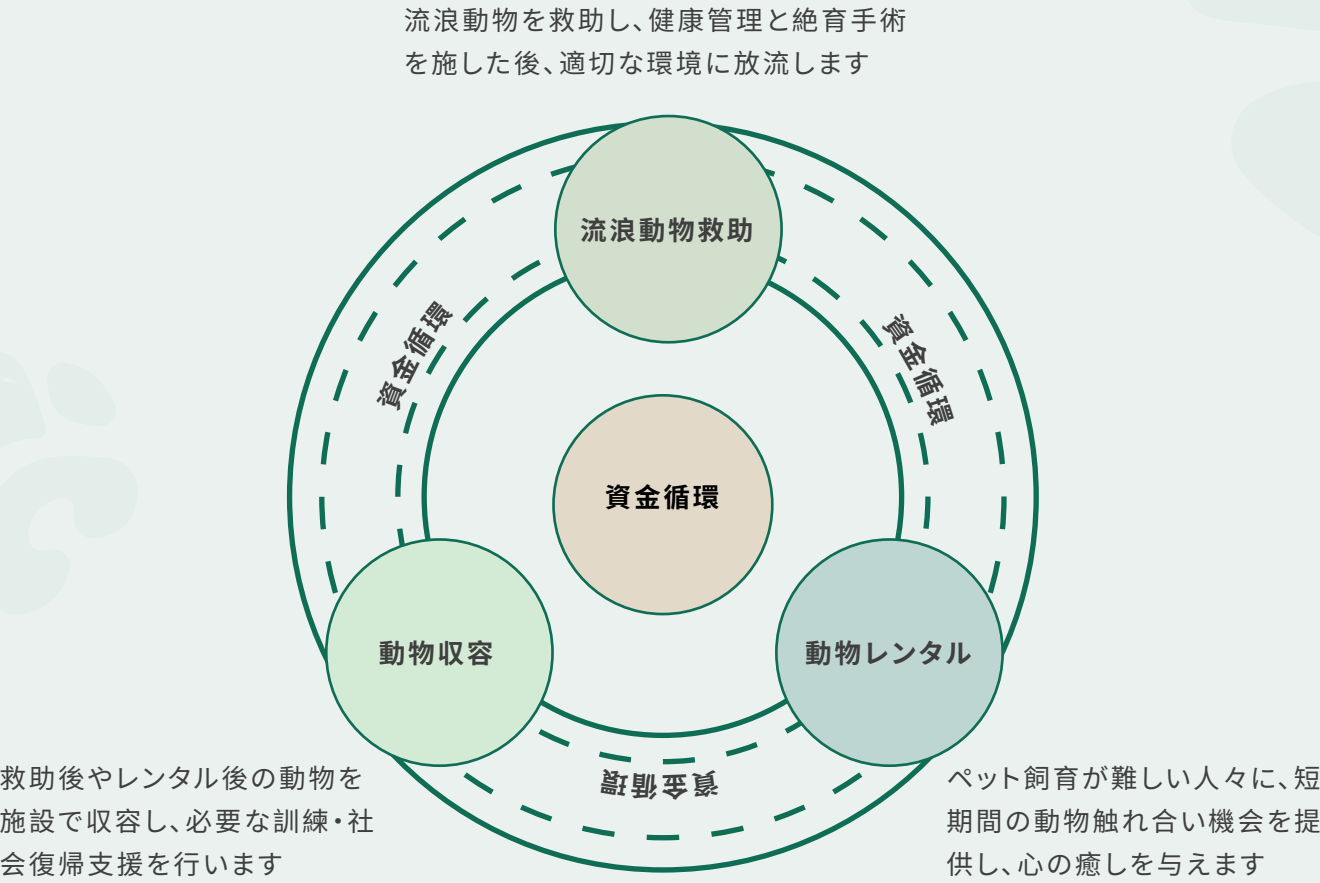 流浪動物を救助し、健康管理と絶育手術
を施した後、適切な環境に放流します
流浪動物救助
資金循環
資金循環
資金循環
動物収容
動物レンタル
資金循環
救助後やレンタル後の動物を
施設で収容し、必要な訓練・社
会復帰支援を行います
ペット飼育が難しい人々に、短
期間の動物触れ合い機会を提
供し、心の癒しを与えます